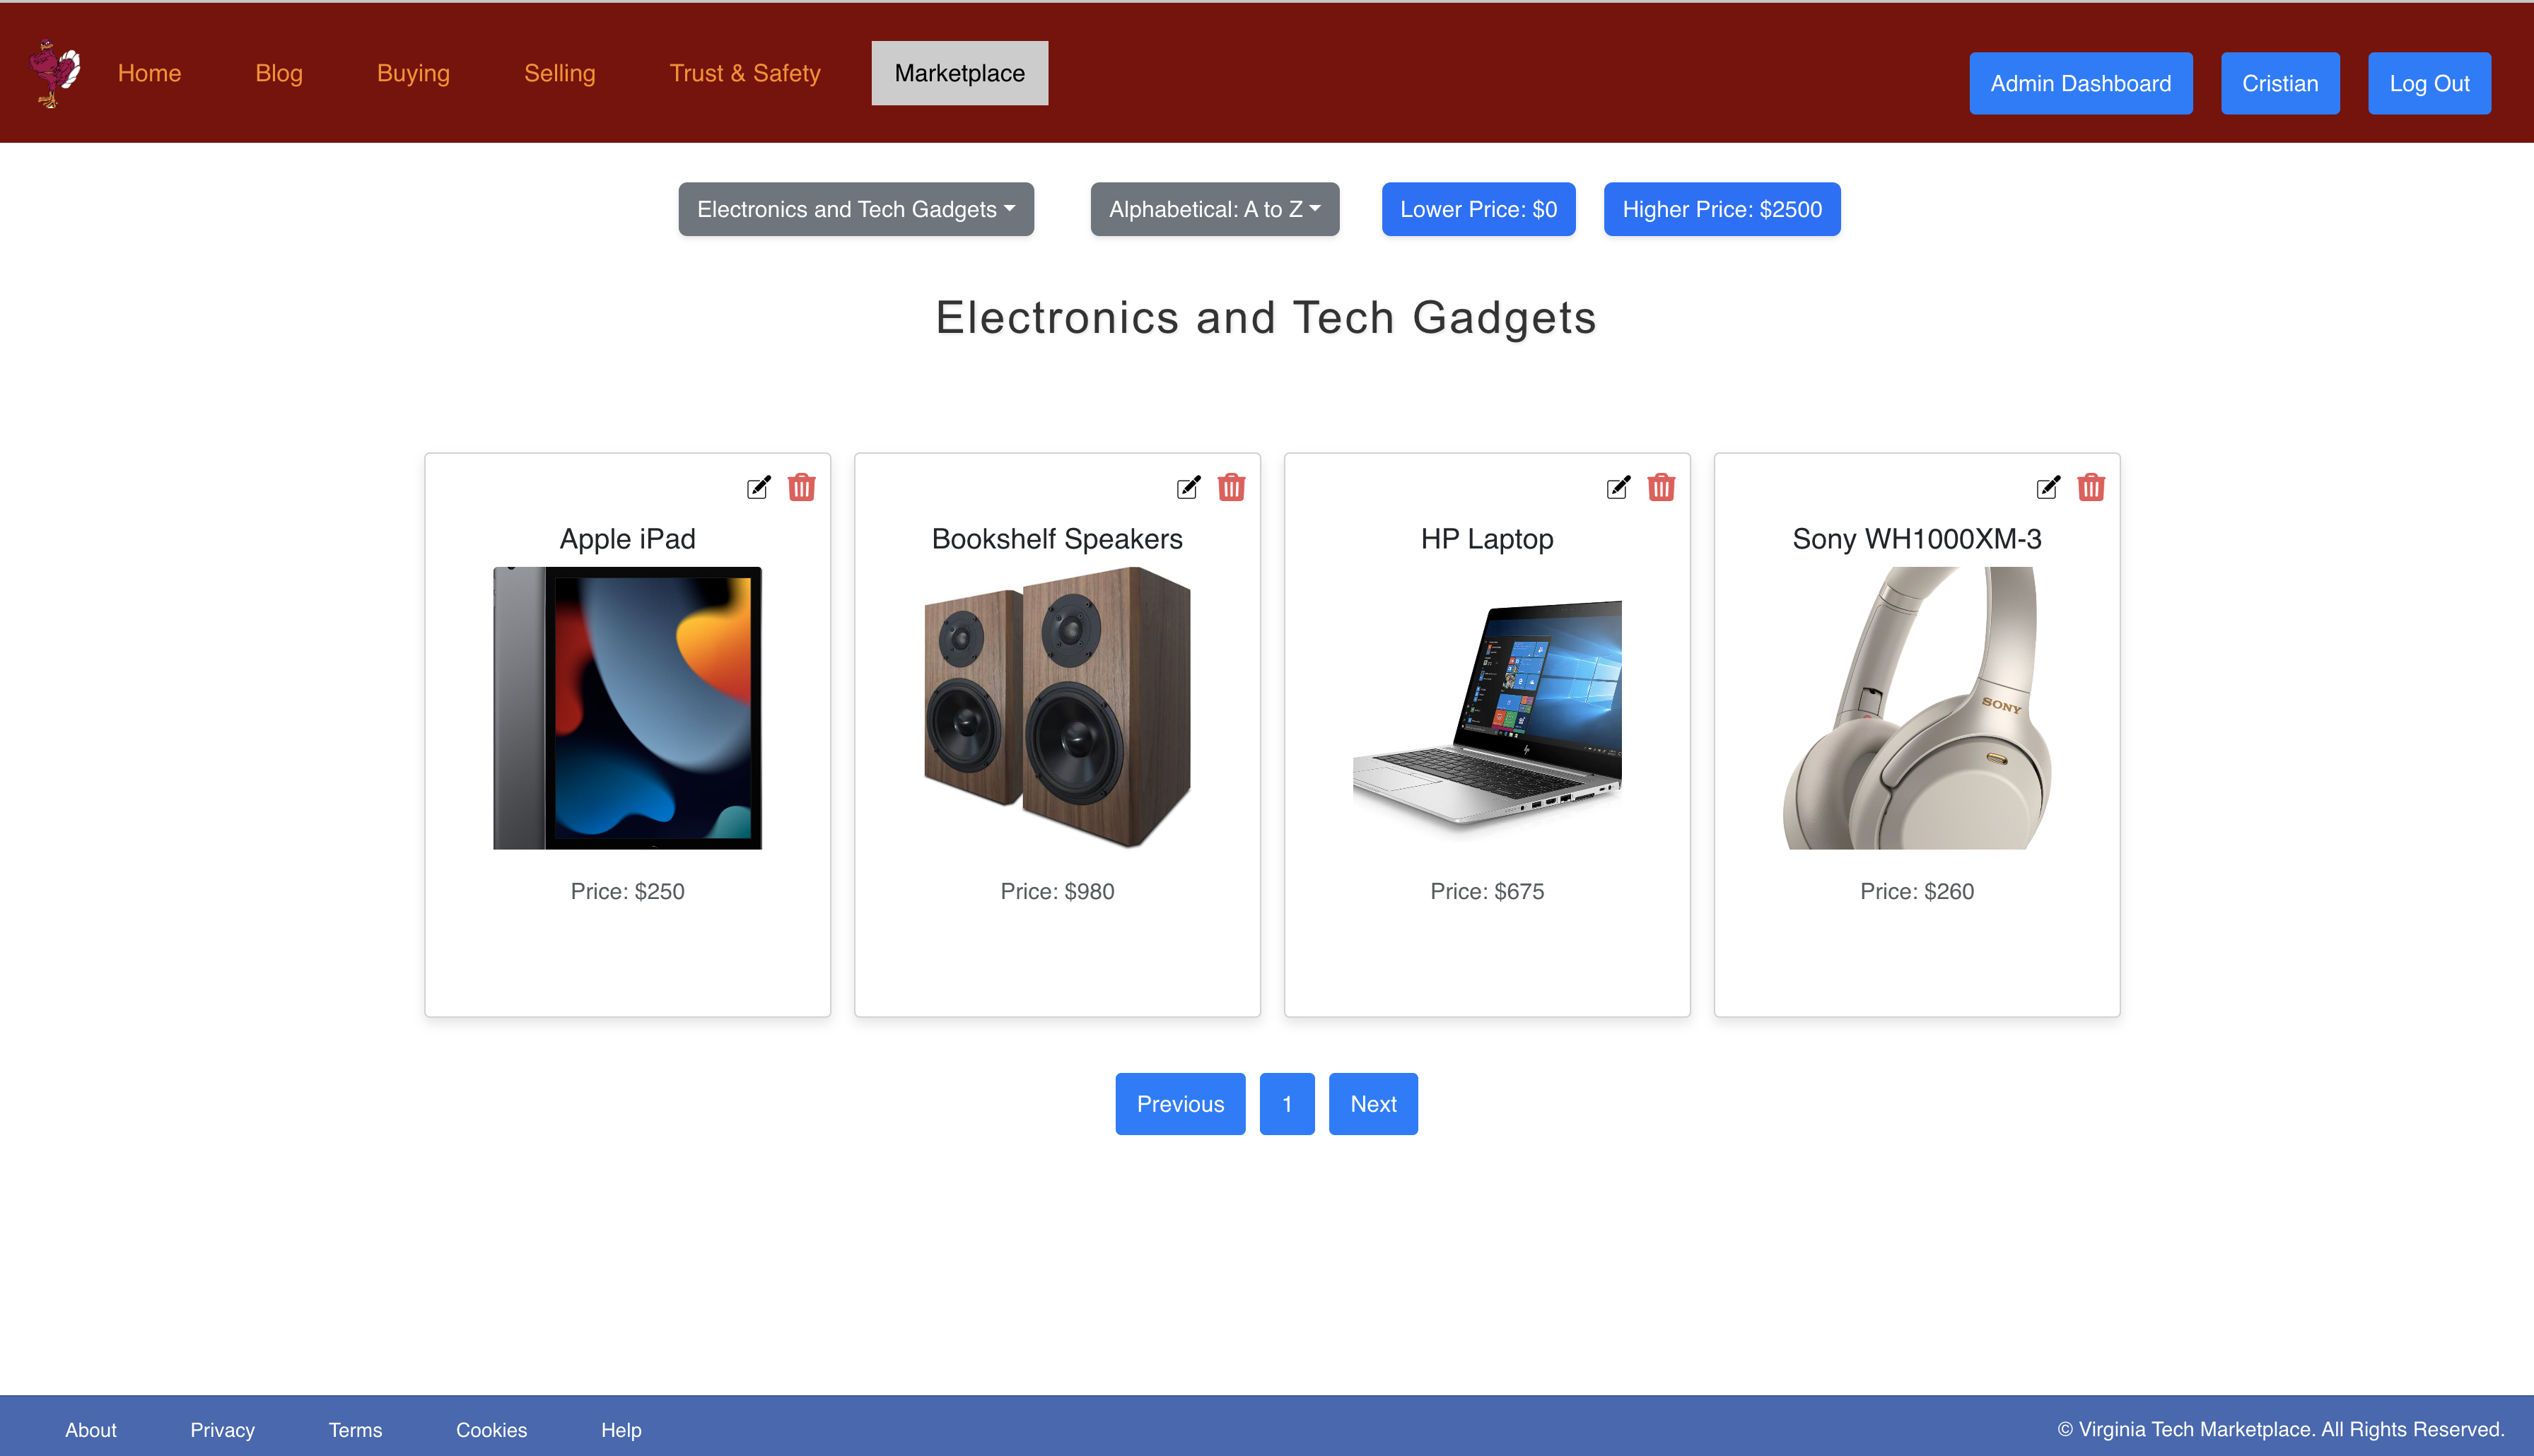 Home Blog Buying Selling Trust & Safety Marketplace Admin Dashboard Cristian Log Out
Electronics and Tech Gadgets Alphabetical: A to Z Lower Price: $0 Higher Price: $2500
Electronics and Tech Gadgets
Apple iPad Bookshelf Speakers HP Laptop Sony WH1000XM-3
SONY
Price: $250 Price: $980 Price: $675 Price: $260
Previous 1 Next
About Privacy Terms Cookies Help © Virginia Tech Marketplace. All Rights Reserved.